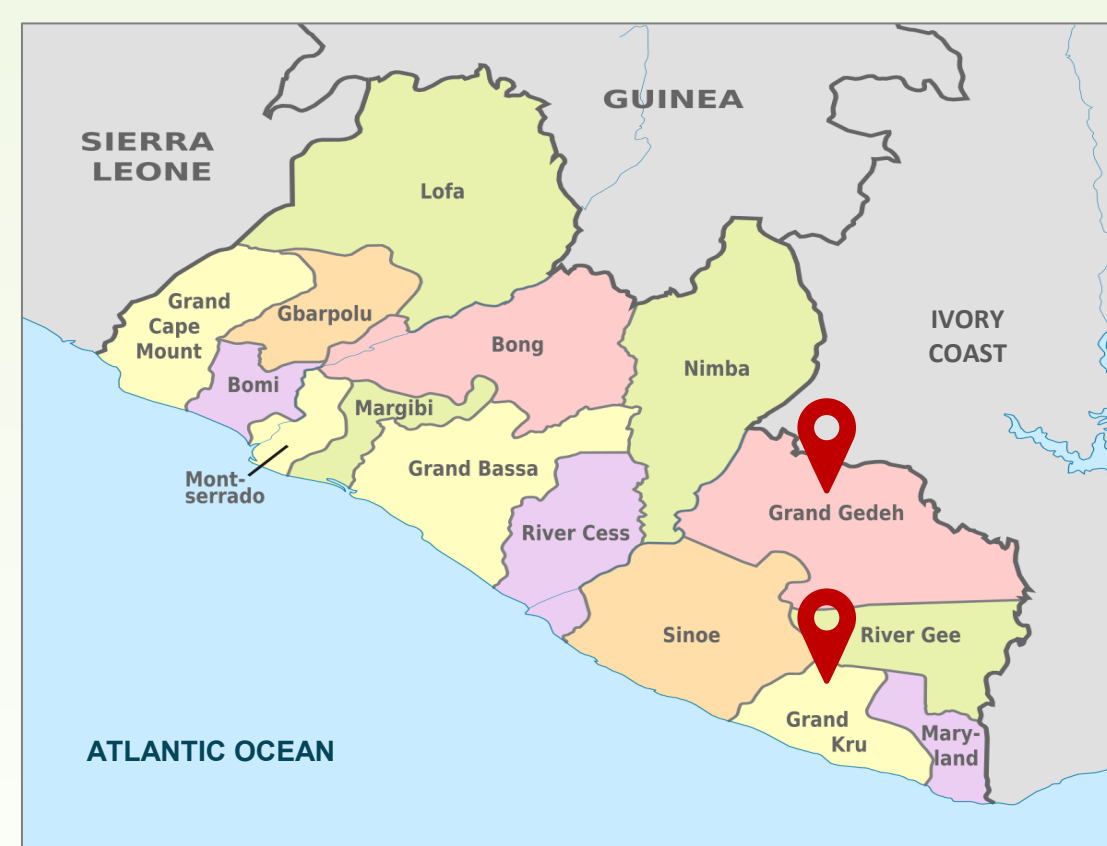 GUINEA
SIERRA
LEONE
Lofa
Grand
Cape
Mount
Gbarpolu
IVORY
COAST
Bong
Nimba
Bomi
Margibi
Grand Bassa
Mont-
serrado
Grand Gedeh
River Cess
Sinoe
River Gee
Grand
Kru
Mary-
land
ATLANTIC OCEAN